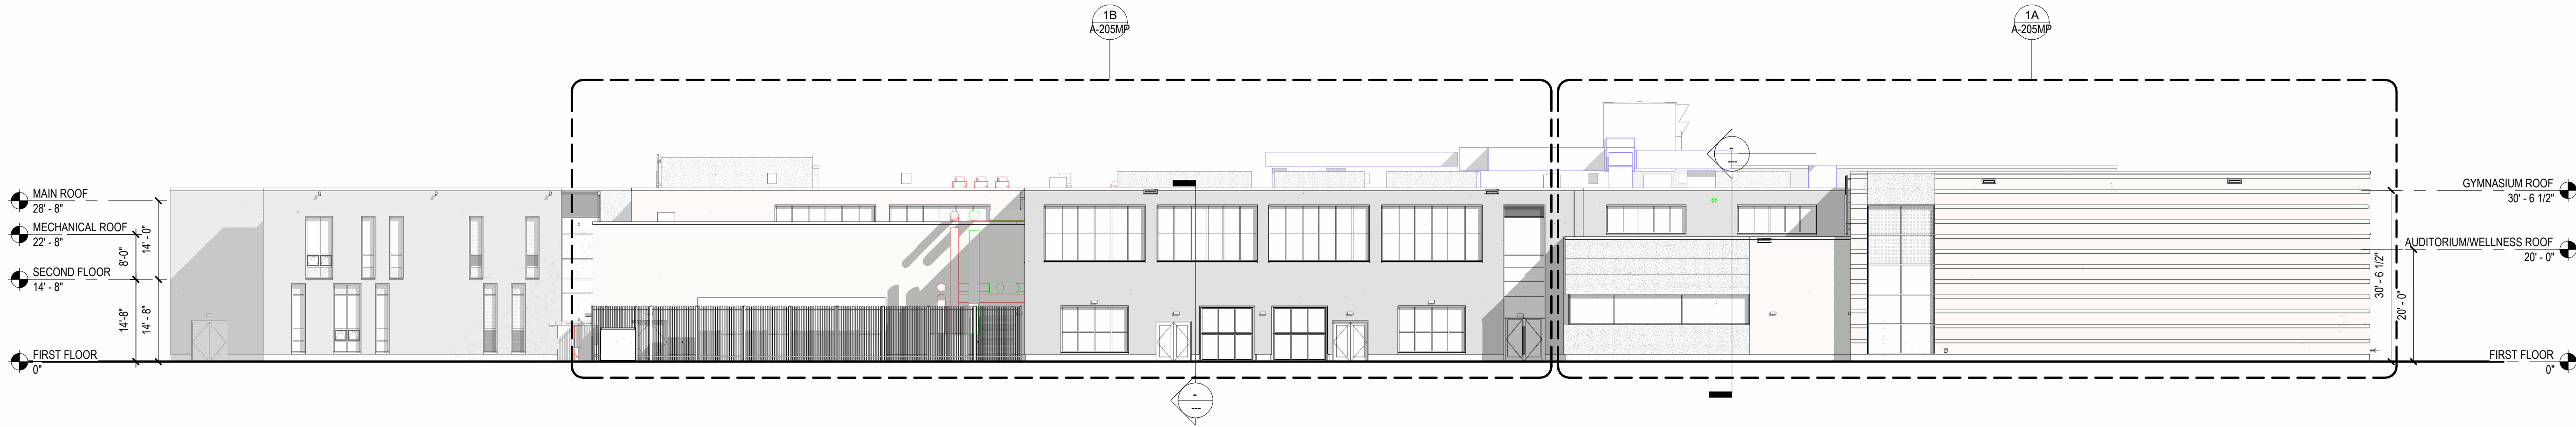 1B
A-205MP
1A
A-205MP
MAIN ROOF
28' - 8"
MECHANICAL ROOF
22' - 8"
SECOND FLOOR
14' - 8"
FIRST FLOOR
0"
8'-0"
14' - 0"
14'-8"
14' - 8"
-
---
-
---
GYMNASIUM ROOF
30' - 6 1/2"
AUDITORIUM/WELLNESS ROOF
20' - 0"
30' - 6 1/2"
20' - 0"
FIRST FLOOR
0"